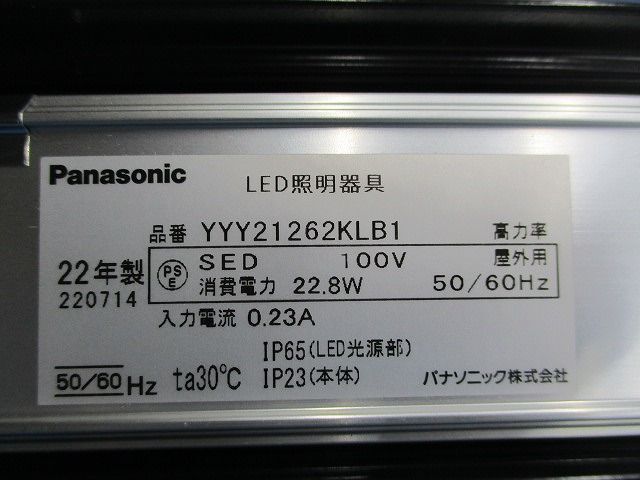 Panasonic LED照明器具
品番 YYY21262KLB1 高力率
22年製 PS E SED 100V 屋外用
220714 消費電力 22.8W 50/60Hz
入力電流 0.23A
IP65(LED光源部)
50/60 Hz ta30℃ IP23(本体) パナソニック株式会社